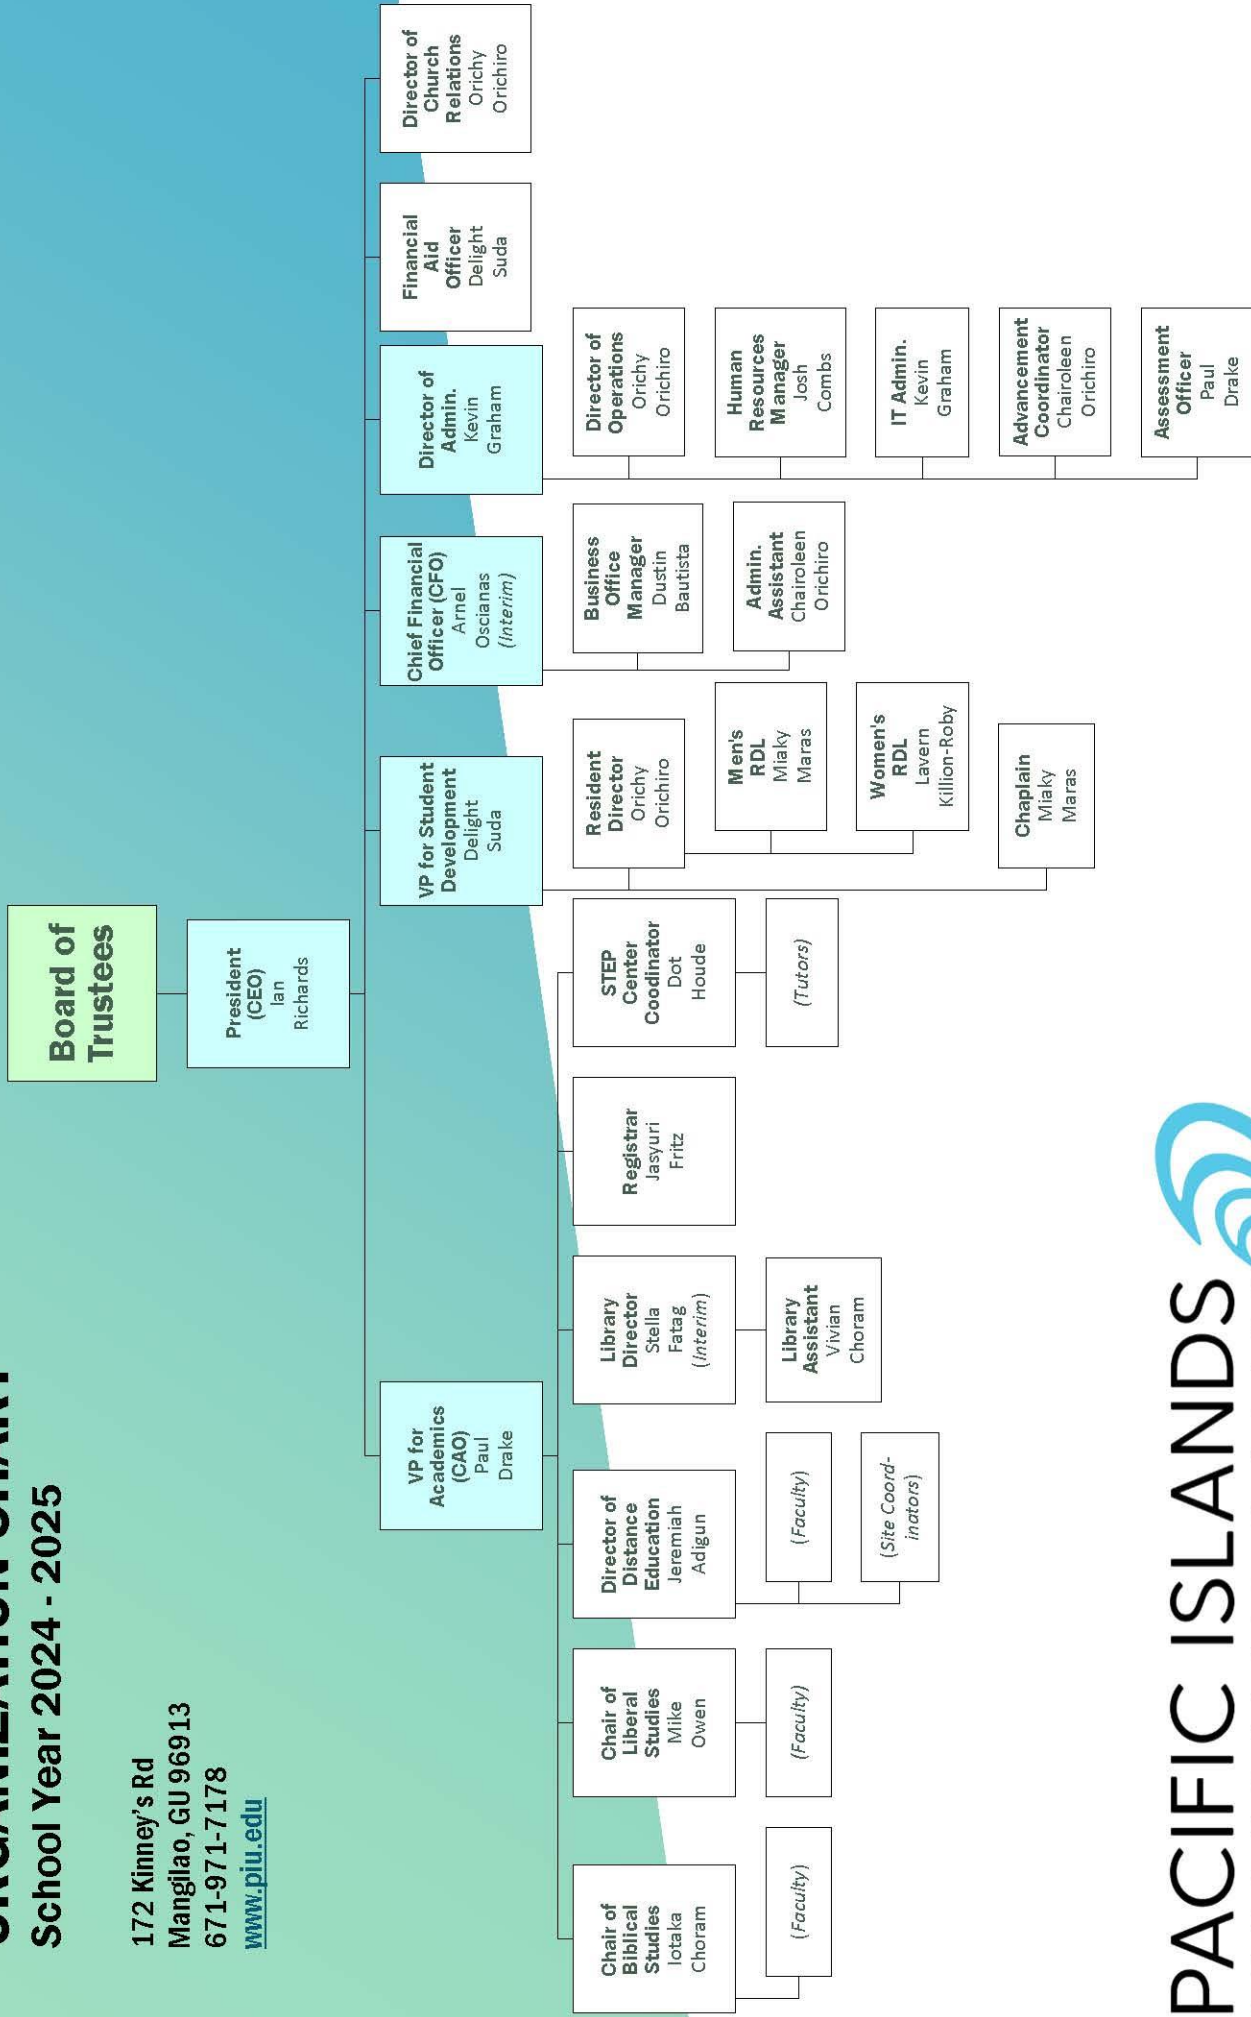 ORGANIZATION CHART
School Year 2024 - 2025
172 Kinney's Rd
Mangilao, GU 96913
671-971-7178
www.piu.edu
Board of
Trustees
President
(CEO)
Ian
Richards
VP for
Academics
(CAO)
Paul
Drake
VP for Student
Development
Delight
Suda
Chief Financial
Officer (CFO)
Arnel
Oscianas
(Interim)
Director of
Admin.
Kevin
Graham
Financial
Aid
Officer
Delight
Suda
Director of
Church
Relations
Orichy
Orichiro
Chair of
Biblical
Studies
Iotaka
Choram
(Faculty)
Chair of
Liberal
Studies
Mike
Owen
(Faculty)
Director of
Distance
Education
Jeremiah
Adigun
(Faculty)
(Site Coord-
inators)
Library
Director
Stella
Fatag
(Interim)
Library
Assistant
Vivian
Choram
Registrar
Jasyuri
Fritz
STEP
Center
Coodinator
Dot
Houde
(Tutors)
Resident
Director
Orichy
Orichiro
Men's
RDL
Miaky
Maras
Women's
RDL
Lavern
Killion-Roby
Chaplain
Miaky
Maras
Business
Office
Manager
Dustin
Bautista
Admin.
Assistant
Chairoleen
Orichiro
Director of
Operations
Orichy
Orichiro
Human
Resources
Manager
Josh
Combs
IT Admin.
Kevin
Graham
Advancement
Coordinator
Chairoleen
Orichiro
Assessment
Officer
Paul
Drake
PACIFIC ISLANDS